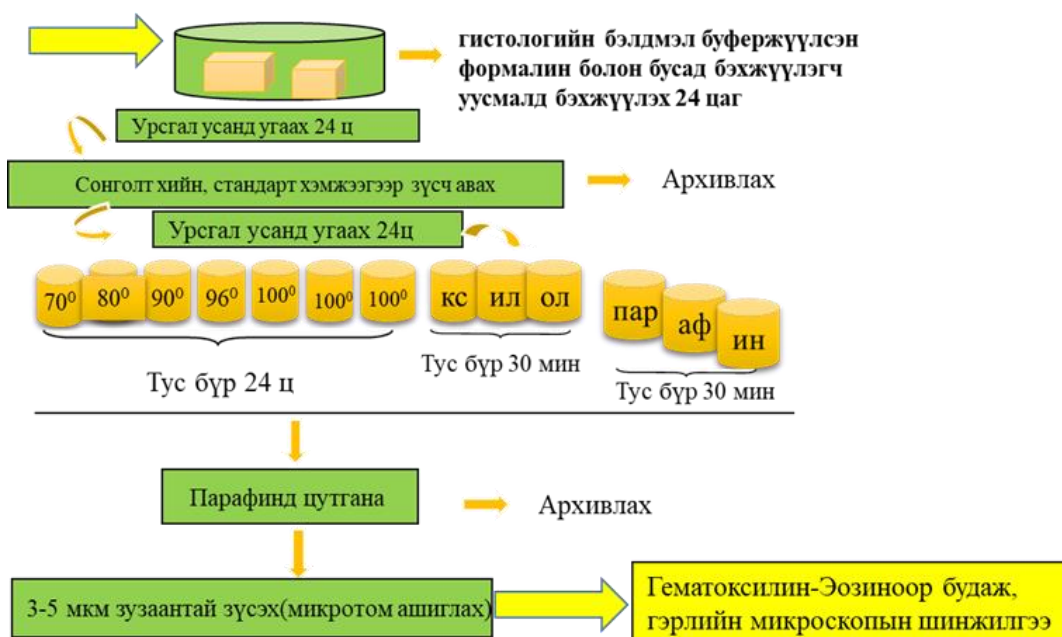 гистологийн бэлдмэл буфержүүлсэн
формалин болон бусад бэхжүүлэгч
уусмалд бэхжүүлэх 24 цаг
Урсгал усанд угаах 24 ц
Сонголт хийн, стандарт хэмжээгээр зүсч авах
Архивлах
Урсгал усанд угаах 24ц
70⁰ 80⁰ 90⁰ 96⁰ 100⁰ 100⁰ 100⁰
кс ил ол
пар аф ин
Тус бүр 24 ц
Тус бүр 30 мин
Тус бүр 30 мин
Парафинд цутгана
Архивлах
3-5 мкм зузаантай зүсэх(микротом ашиглах)
Гематоксилин-Эозиноор будаж,
гэрлийн микроскопын шинжилгээ